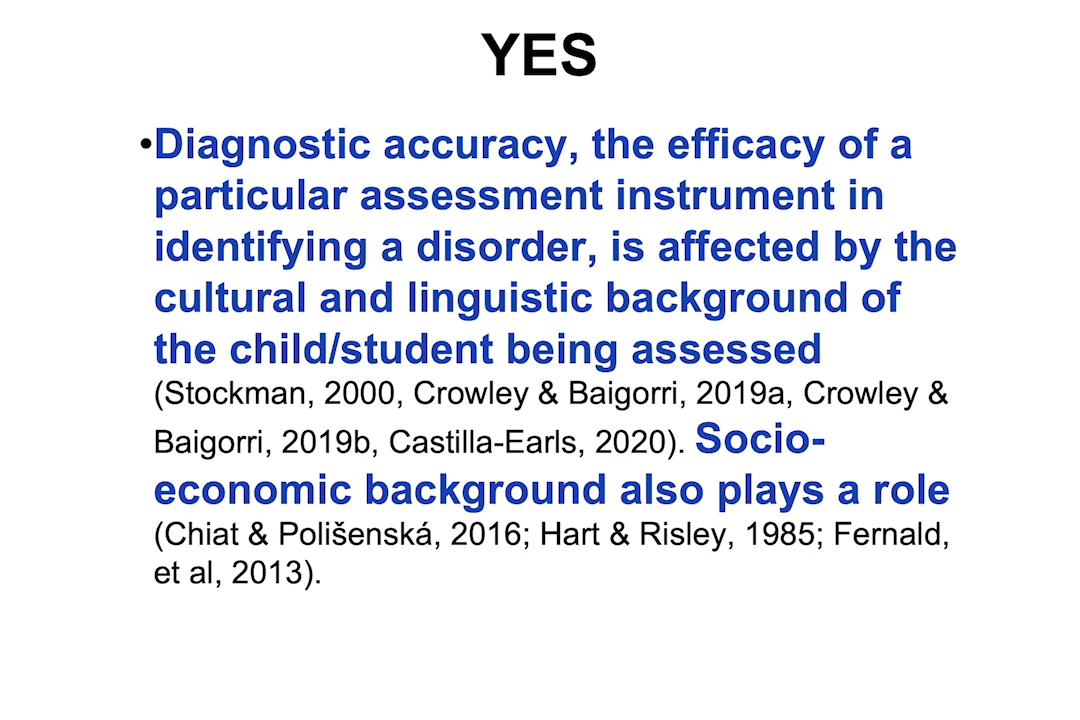 YES
•Diagnostic accuracy, the efficacy of a
particular assessment instrument in
identifying a disorder, is affected by the
cultural and linguistic background of
the child/student being assessed
(Stockman, 2000, Crowley & Baigorri, 2019a, Crowley &
Baigorri, 2019b, Castilla-Earls, 2020). Socio-
economic background also plays a role
(Chiat & Polišenská, 2016; Hart & Risley, 1985; Fernald,
et al, 2013).